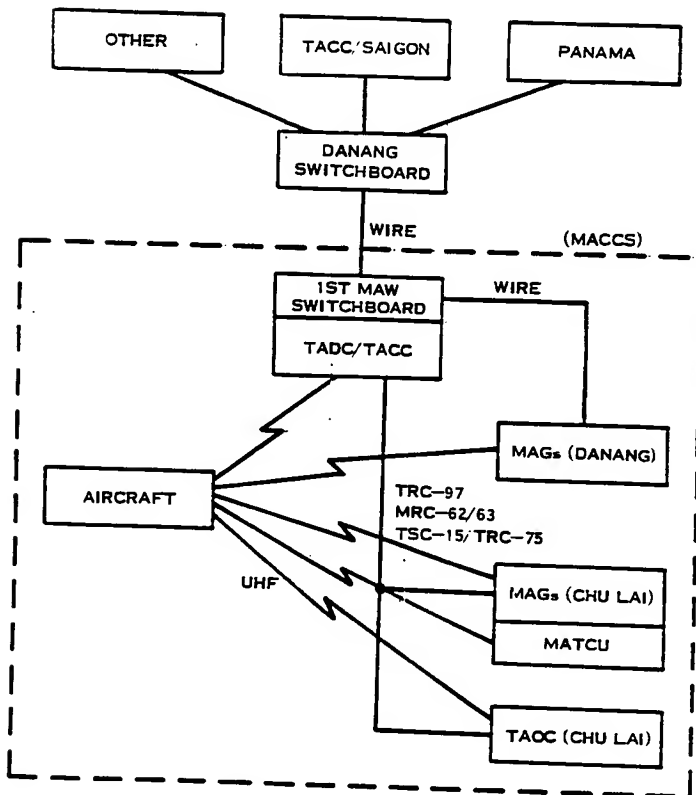 OTHER
TACC/SAIGON
PANAMA
DANANG
SWITCHBOARD
WIRE
(MACCS)
1ST MAW
SWITCHBOARD
WIRE
TADC/TACC
MAGs (DANANG)
AIRCRAFT
TRC-97
MRC-62/63
TSC-15/TRC-75
UHF
MAGs (CHU LAI)
MATCU
TAOC (CHU LAI)